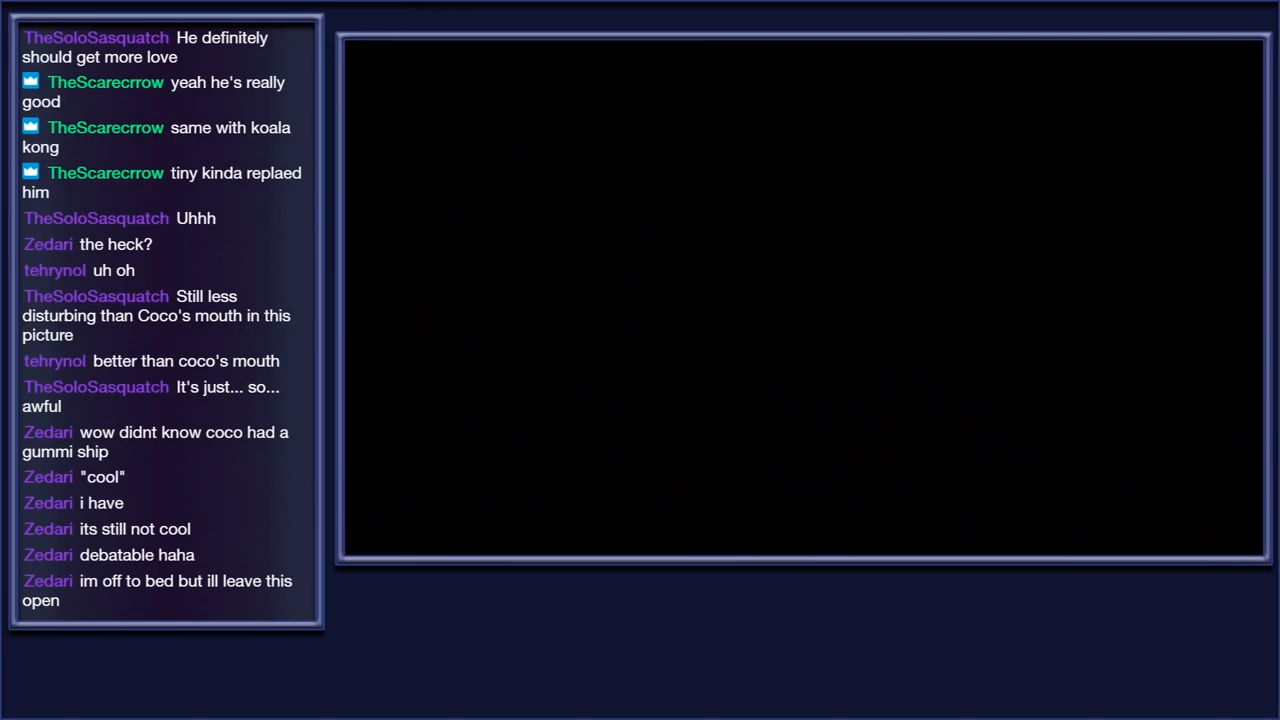 TheSoloSasquatch He definitely
should get more love
TheScarecrrow yeah he's really
good
TheScarecrrow same with koala
kong
TheScarecrrow tiny kinda replaed
him
TheSoloSasquatch Uhhh
Zedari the heck?
tehrynol uh oh
TheSoloSasquatch Still less
disturbing than Coco's mouth in this
picture
tehrynol better than coco's mouth
TheSoloSasquatch It's just... so...
awful
Zedari wow didnt know coco had a
gummi ship
Zedari "cool"
Zedari i have
Zedari its still not cool
Zedari debatable haha
Zedari im off to bed but ill leave this
open